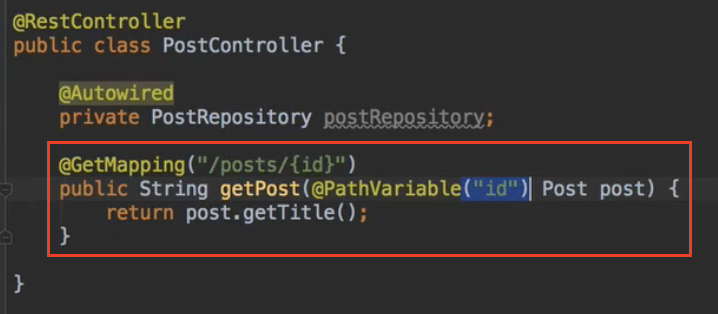 @RestController
public class PostController {
@Autowired
private PostRepository postRepository;
@GetMapping("/posts/{id}")
public String getPost(@PathVariable("id") Post post) {
return post.getTitle();
}
}